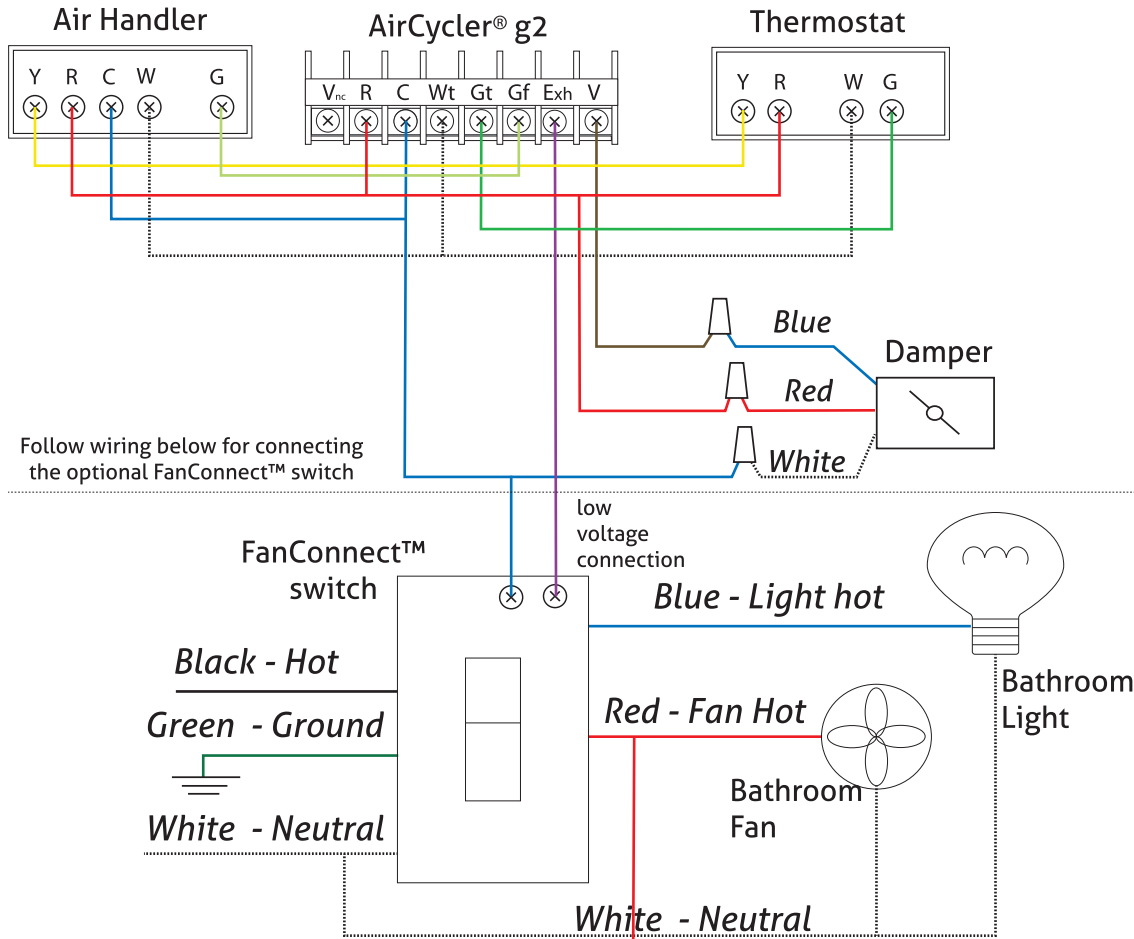 Air Handler
AirCycler® g2
Thermostat
Y R C W G
Vnc R C Wt Gt Gf Exh V
Y R W G
Blue
Damper
Red
White
Follow wiring below for connecting
the optional FanConnect™ switch
low
voltage
connection
FanConnect™
switch
Blue - Light hot
Black - Hot
Bathroom
Light
Red - Fan Hot
Green - Ground
Bathroom
Fan
White - Neutral
White - Neutral